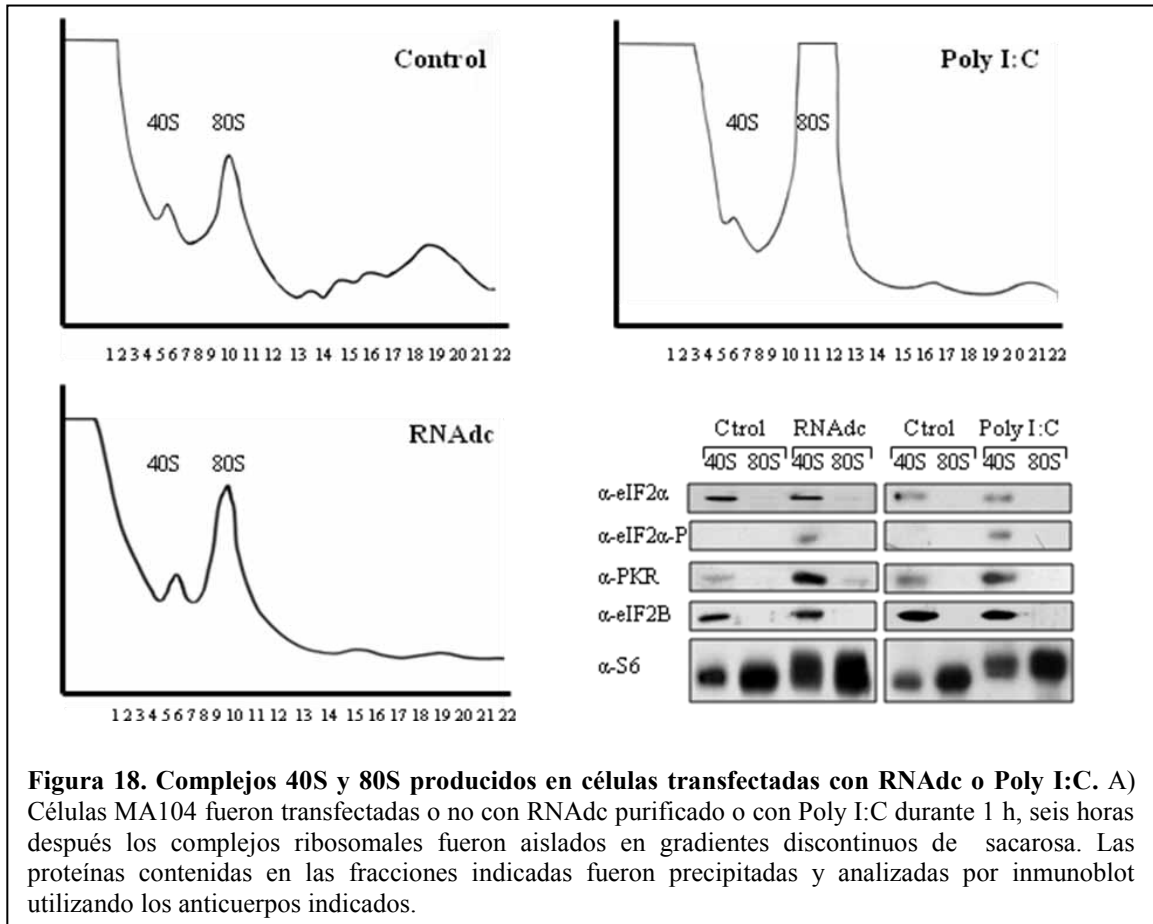 Control
40S 80S
1 2 3 4 5 6 7 8 9 10 11 12 13 14 15 16 17 18 19 20 21 22
Poly I:C
40S 80S
1 2 3 4 5 6 7 8 9 10 11 12 13 14 15 16 19 2 0 21 22
RNAdc
40S 80S
1 2 3 4 5 6 7 8 9 10 11 12 13 14 15 16 17 18 19 20 21 22
Ctrol RNAdc Ctrol Poly I:C
40S 80S 40S 80S 40S 80S 40S 80S
α-eIF2α
α-eIF2α-P
α-PKR
α-eIF2B
α-S6
Figura 18. Complejos 40S y 80S producidos en células transfectadas con RNAdc o Poly I:C. A)
Células MA104 fueron transfectadas o no con RNAdc purificado o con Poly I:C durante 1 h, seis horas
después los complejos ribosomales fueron aislados en gradientes discontinuos de sacarosa. Las
proteínas contenidas en las fracciones indicadas fueron precipitadas y analizadas por inmunoblot
utilizando los anticuerpos indicados.